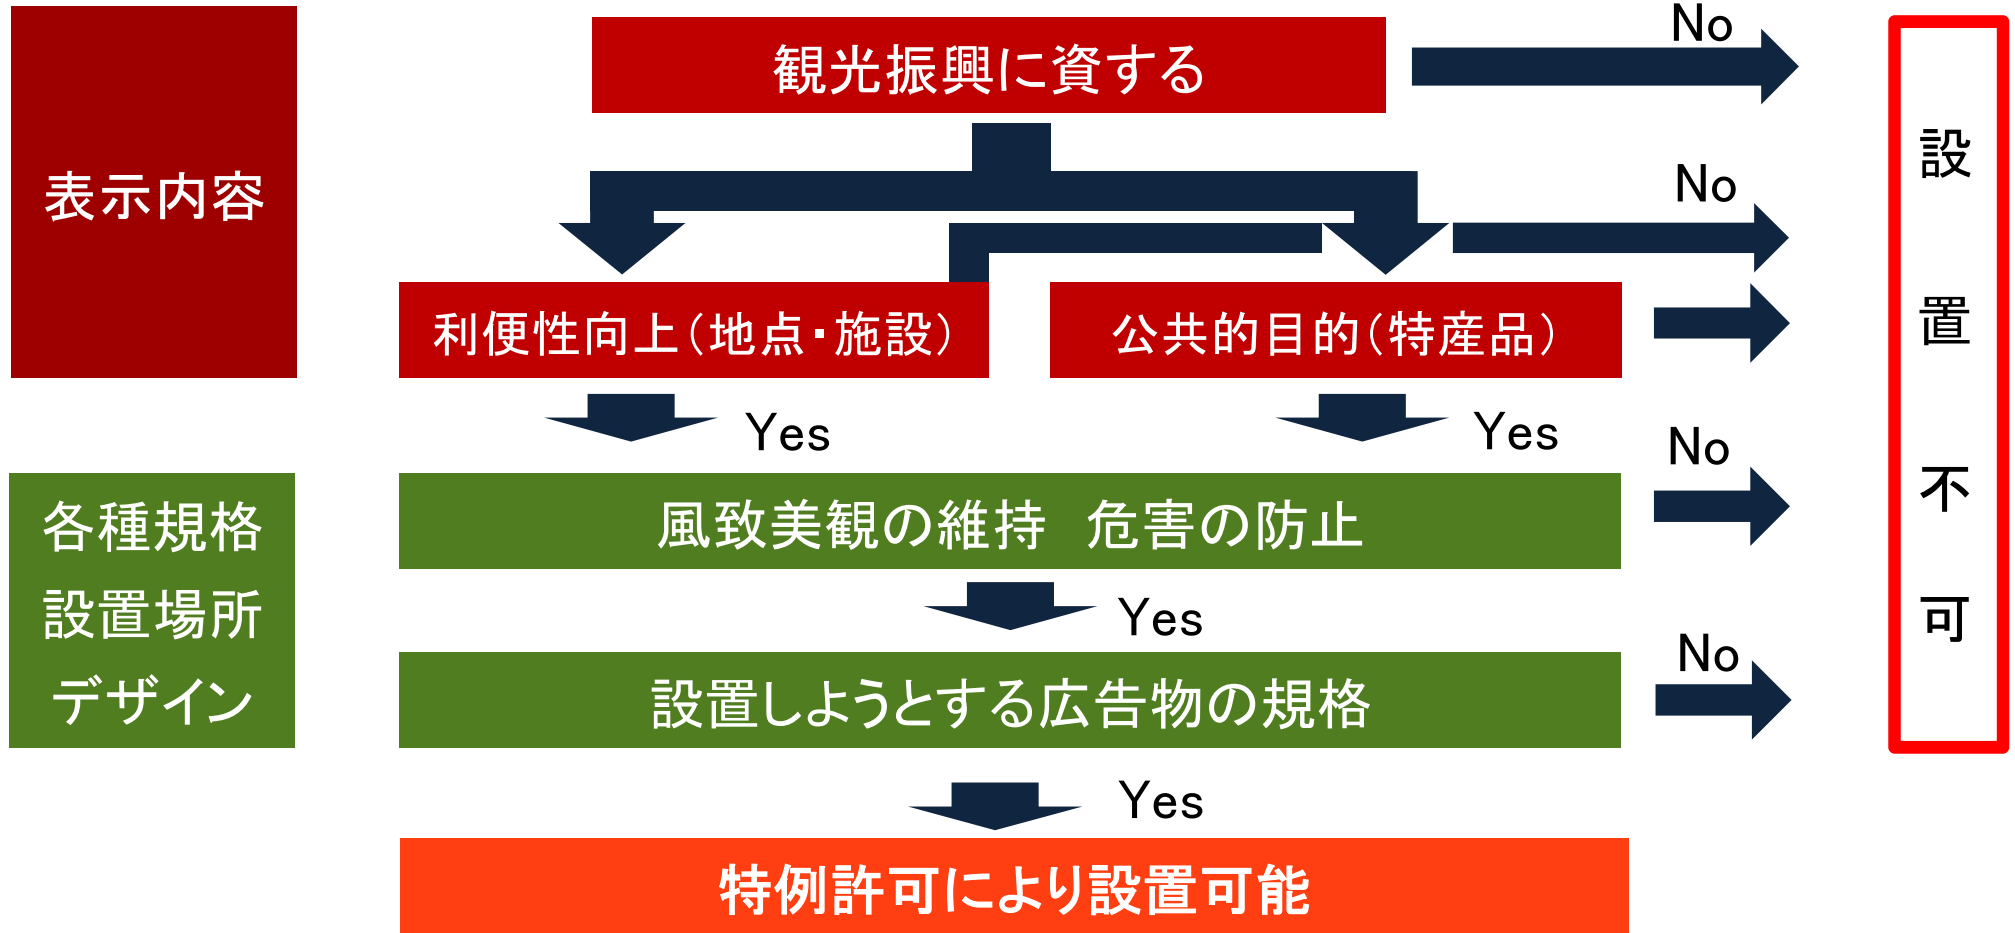 観光振興に資する
No
表示内容
No
利便性向上（地点・施設）
公共的目的（特産品）
Yes
Yes
No
各種規格
設置場所
デザイン
風致美観の維持　危害の防止
Yes
設置しようとする広告物の規格
No
Yes
特例許可により設置可能
設
置
不
可